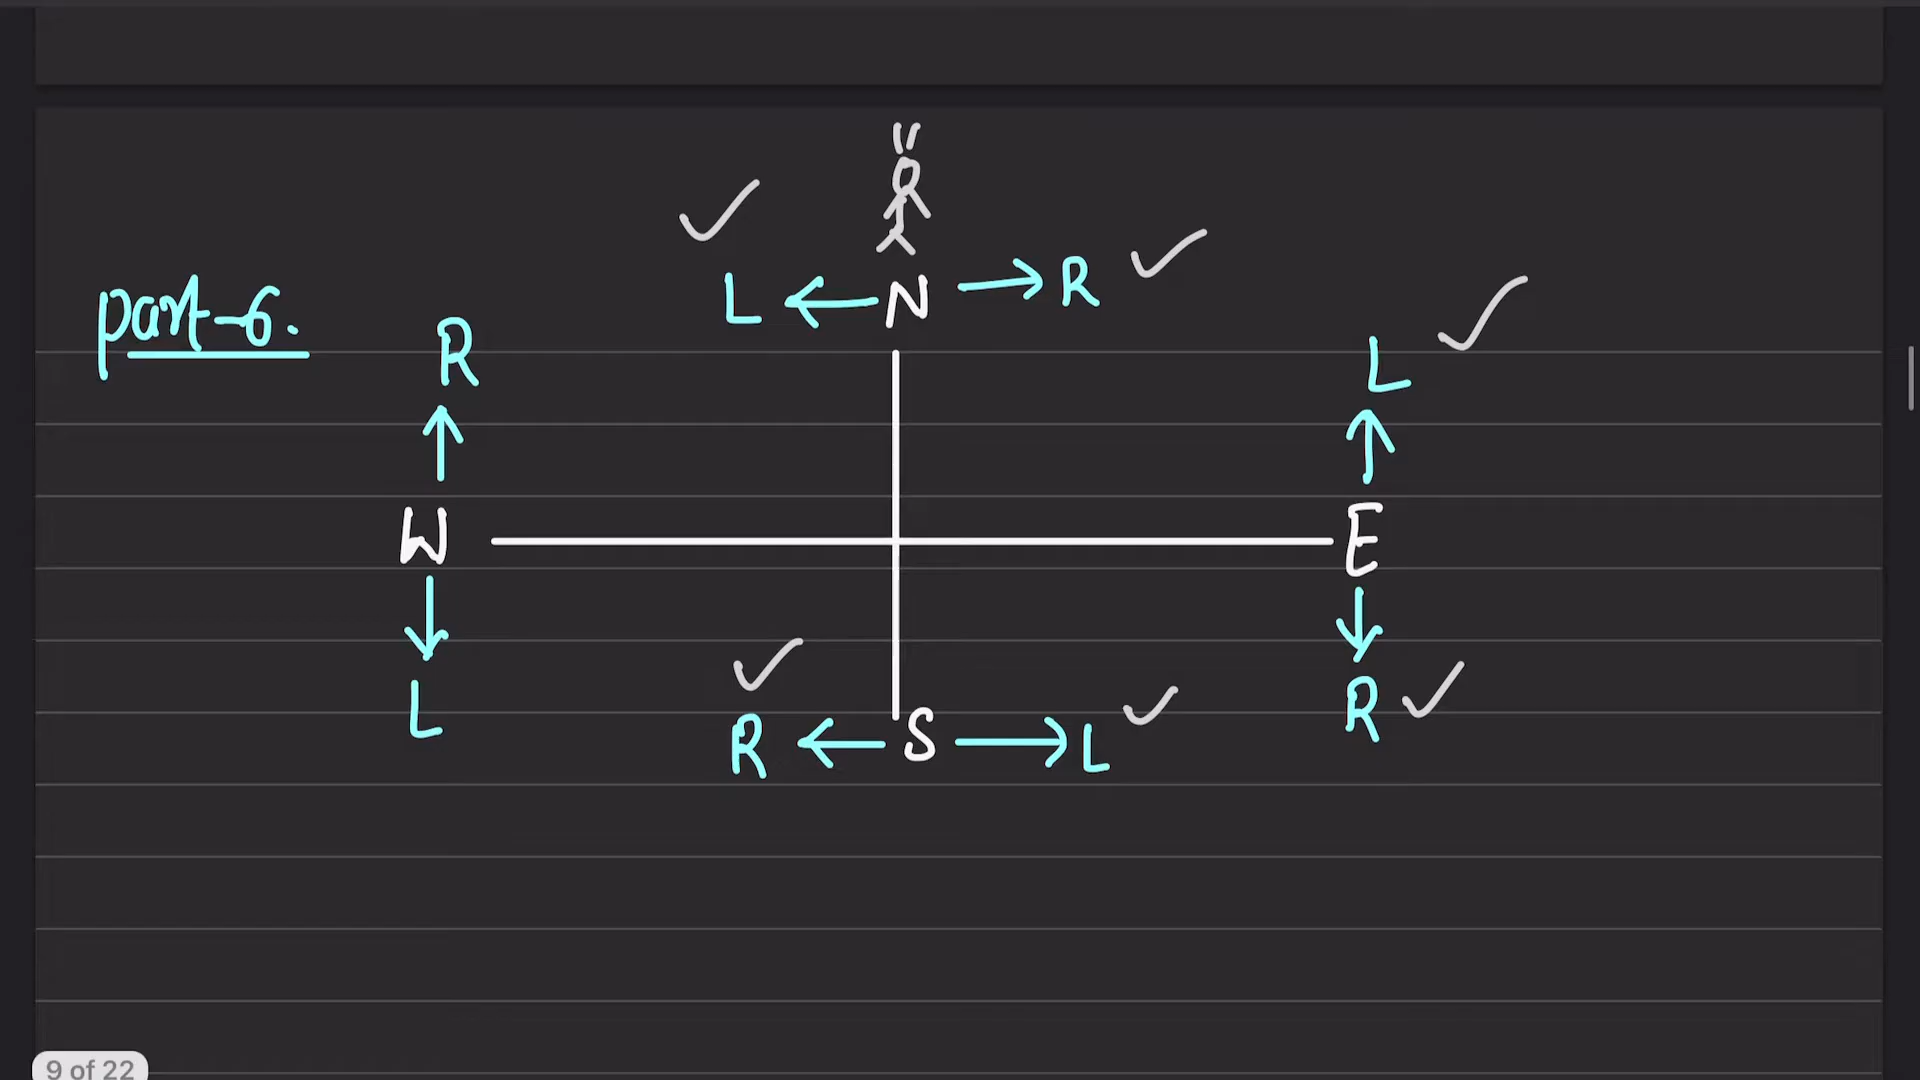 L ← N → R
part-6.
R
L
W
E
L
R
R ← S → L
9 of 22